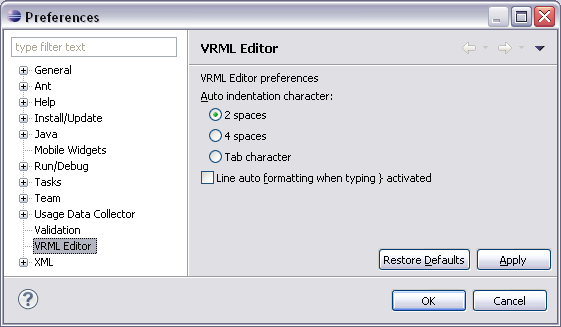 Preferences
type filter text
General
Ant
Help
Install/Update
Java
Mobile Widgets
Run/Debug
Tasks
Team
Usage Data Collector
Validation
VRML Editor
XML
VRML Editor
VRML Editor preferences
Auto indentation character:
2 spaces
4 spaces
Tab character
Line auto formatting when typing } activated
Restore Defaults
Apply
?
OK
Cancel